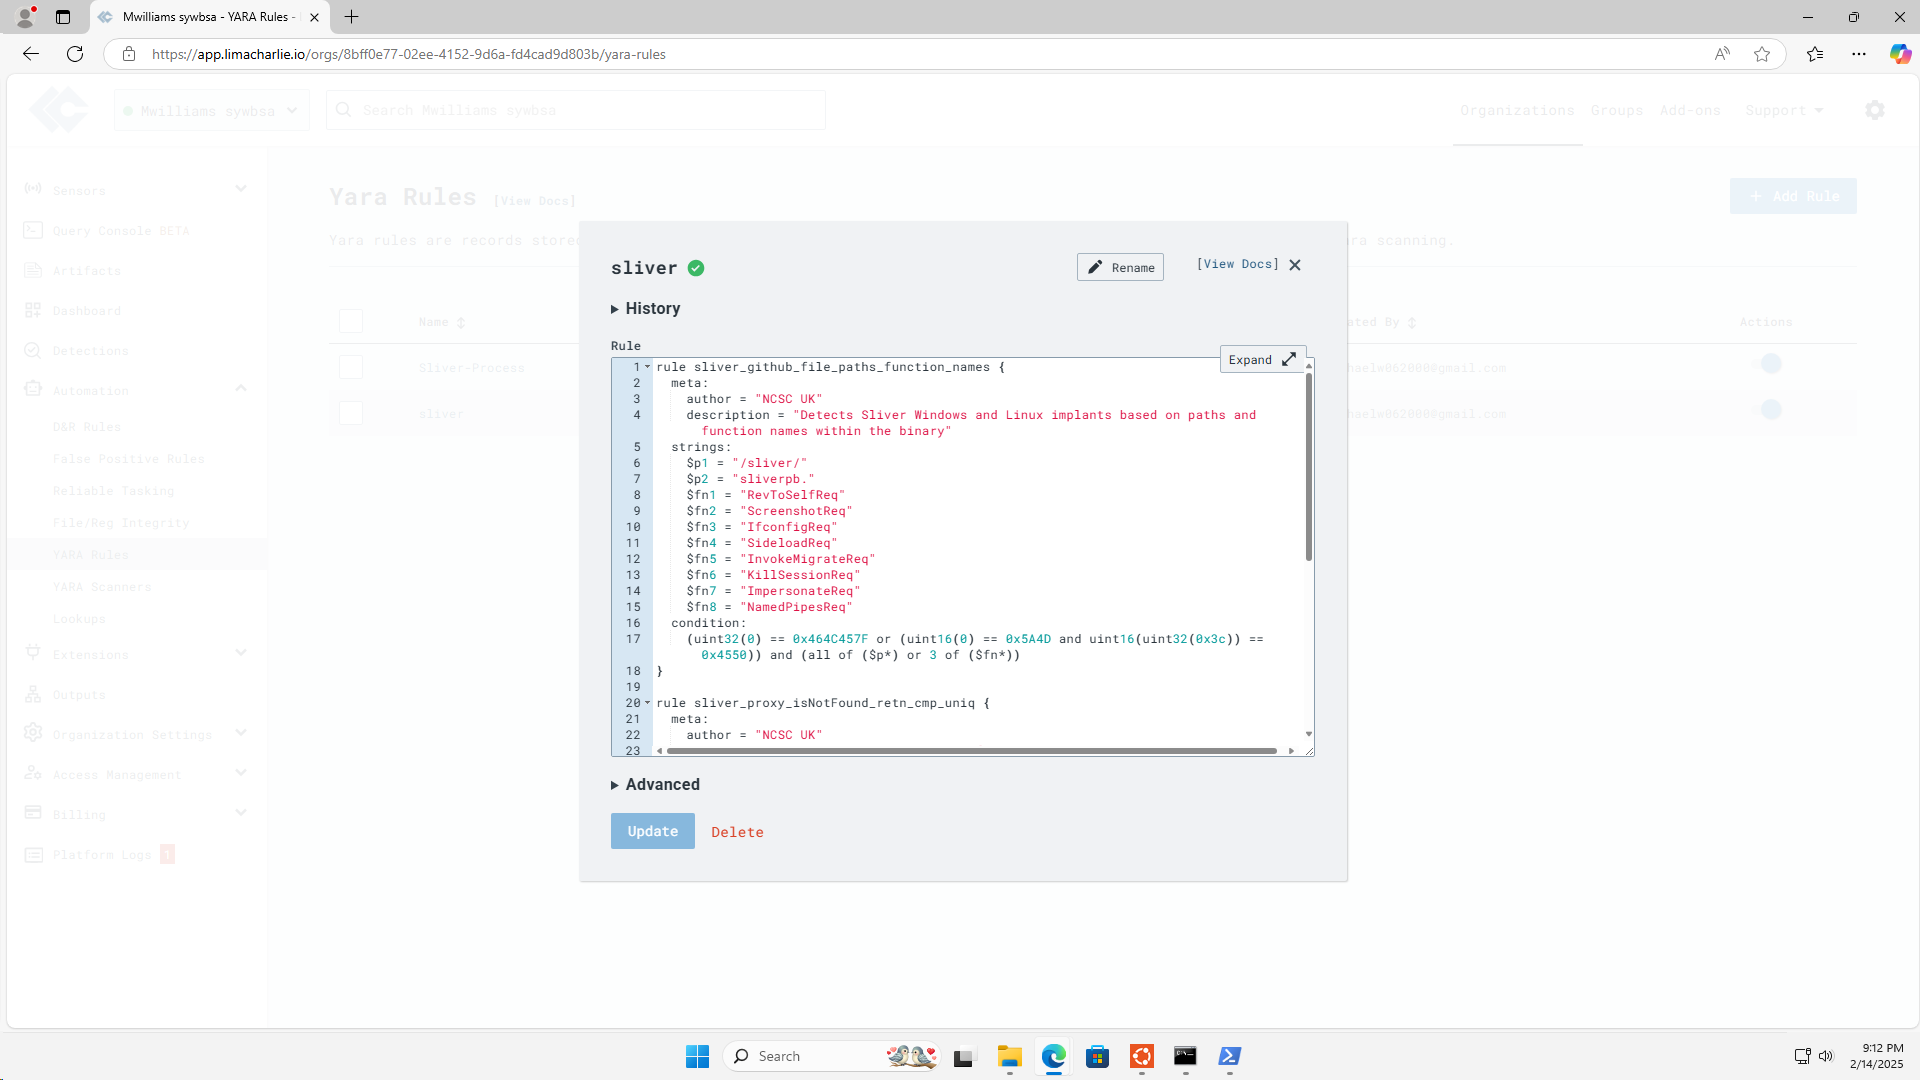 Mwilliams sywbsa - YARA Rules -
https://app.limacharlie.io/orgs/8bff0e77-02ee-4152-9d6a-fd4cad9d803b/yara-rules
Mwilliams sywbsa
Search Mwilliams sywbsa
Organizations
Groups
Add-ons
Support
Sensors
Query Console BETA
Artifacts
Dashboard
Detections
Automation
D&R Rules
False Positive Rules
Reliable Tasking
File/Reg Integrity
YARA Rules
YARA Scanners
Lookups
Extensions
Outputs
Organization Settings
Access Management
Billing
Platform Logs 1
Yara Rules [View Docs]
+ Add Rule
Yara rules are records store
ra scanning.
Name
ated By
Actions
Sliver-Process
haelw062000@gmail.com
sliver
haelw062000@gmail.com
sliver
Rename
[View Docs]
History
Rule
Expand
1 rule sliver_github_file_paths_function_names {
2 meta:
3 author = "NCSC UK"
4 description = "Detects Sliver Windows and Linux implants based on paths and
function names within the binary"
5 strings:
6 $p1 = "/sliver/"
7 $p2 = "sliverpb."
8 $fn1 = "RevToSelfReq"
9 $fn2 = "ScreenshotReq"
10 $fn3 = "IfconfigReq"
11 $fn4 = "SideloadReq"
12 $fn5 = "InvokeMigrateReq"
13 $fn6 = "KillSessionReq"
14 $fn7 = "ImpersonateReq"
15 $fn8 = "NamedPipesReq"
16 condition:
17 (uint32(0) == 0x464C457F or (uint16(0) == 0x5A4D and uint16(uint32(0x3c)) ==
0x4550)) and (all of ($p*) or 3 of ($fn*))
18 }
19
20 rule sliver_proxy_isNotFound_retn_cmp_uniq {
21 meta:
22 author = "NCSC UK"
23
Advanced
Update
Delete
Search
9:12 PM
2/14/2025